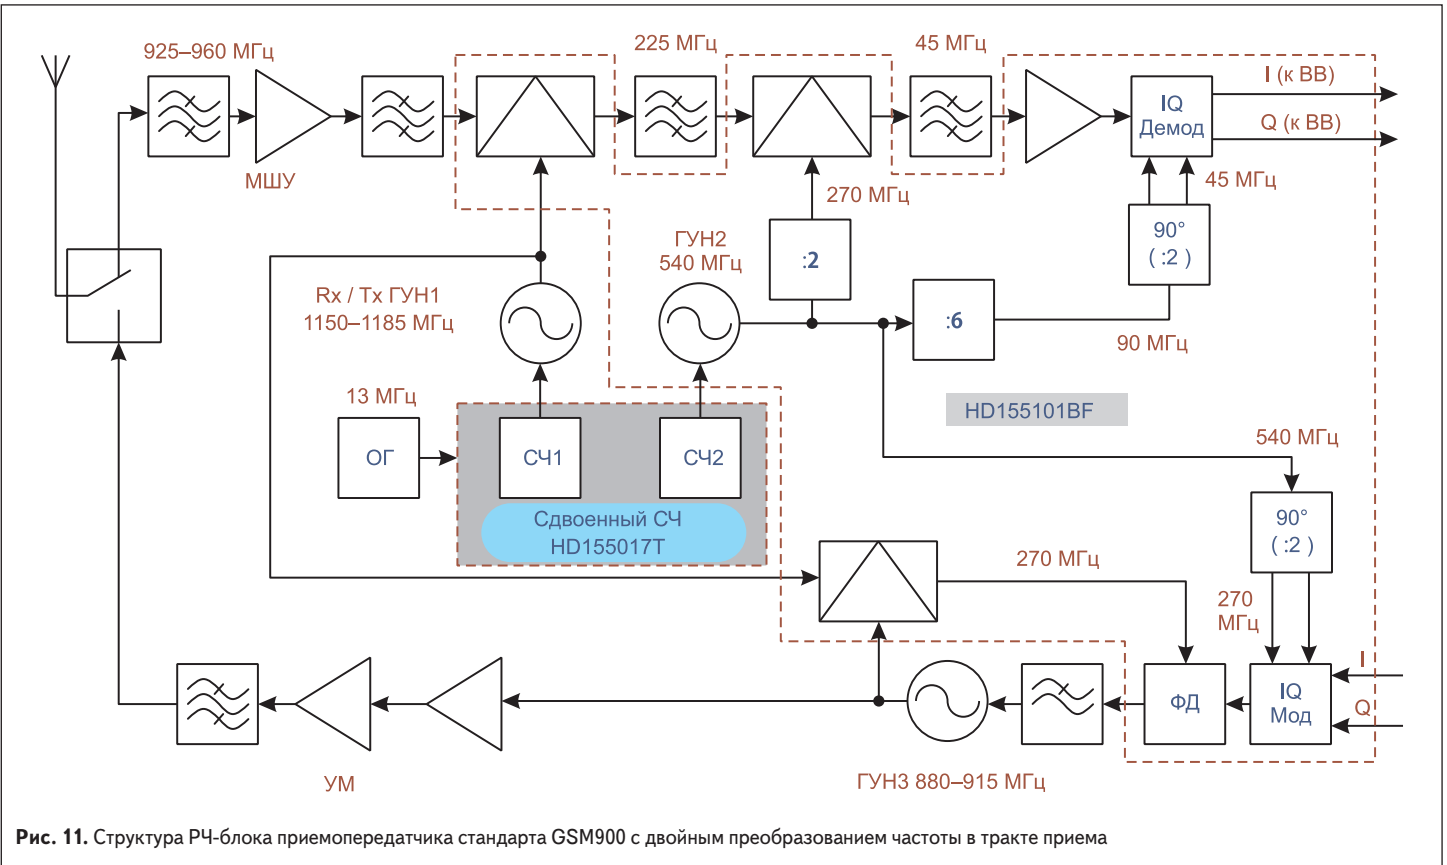 925–960 МГц
225 МГц
45 МГц
I (к ВВ)
IQ
Демод
Q (к ВВ)
МШУ
270 МГц
45 МГц
ГУН2
540 МГц
:2
90°
( :2 )
Rx / Tx ГУН1
1150–1185 МГц
:6
90 МГц
13 МГц
HD155101BF
540 МГц
ОГ
СЧ1
СЧ2
Сдвоенный СЧ
HD155017T
90°
( :2 )
270 МГц
270
МГц
I
ФД
IQ
Мод
Q
УМ
ГУН3 880–915 МГц
Рис. 11. Структура РЧ-блока приемопередатчика стандарта GSM900 с двойным преобразованием частоты в тракте приема